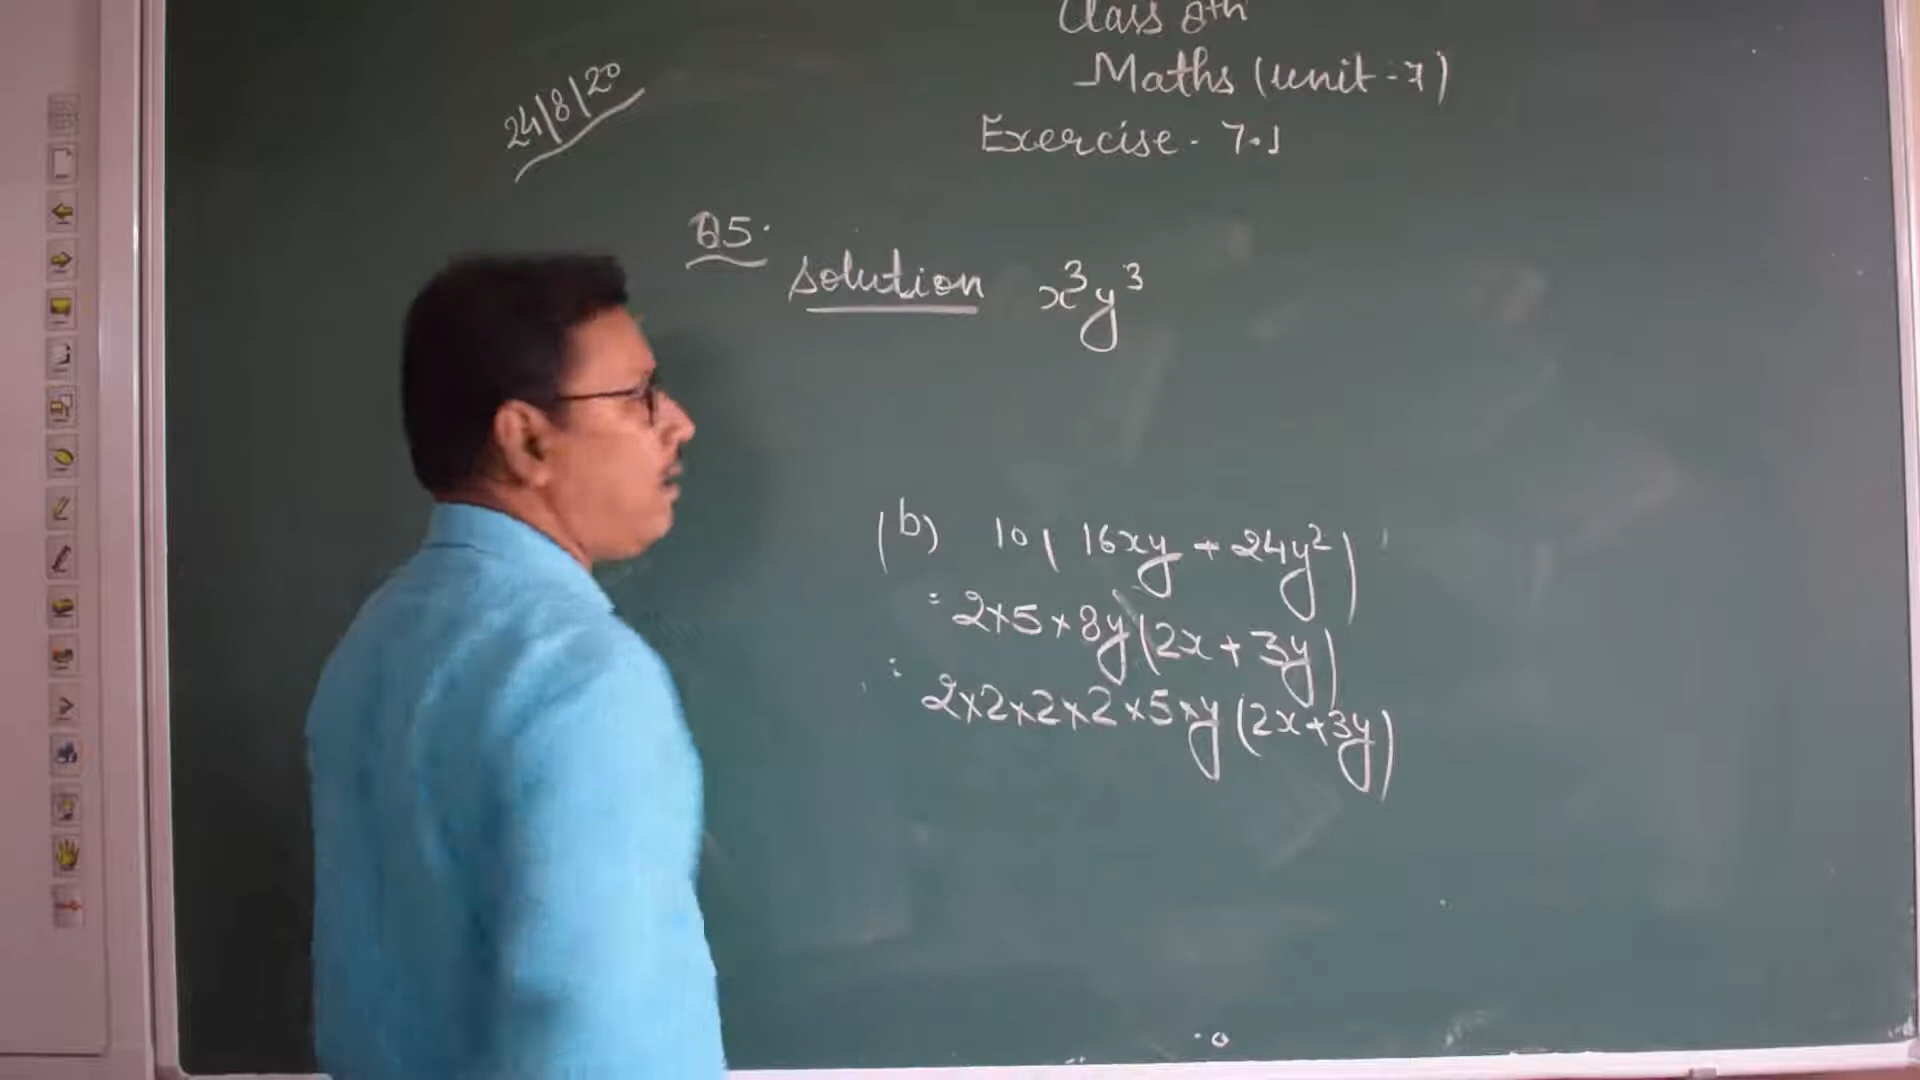 Class 8th
Maths (unit-7)
24/8/20
Exercise - 7.1
Q5.
Solution x³y³
(b) 10( 16xy + 24y²)
= 2×5×8y(2x + 3y)
= 2×2×2×2×5×y(2x+3y)